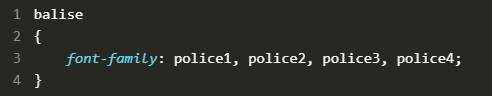 1 balise
2 {
3     font-family: police1, police2, police3, police4;
4 }